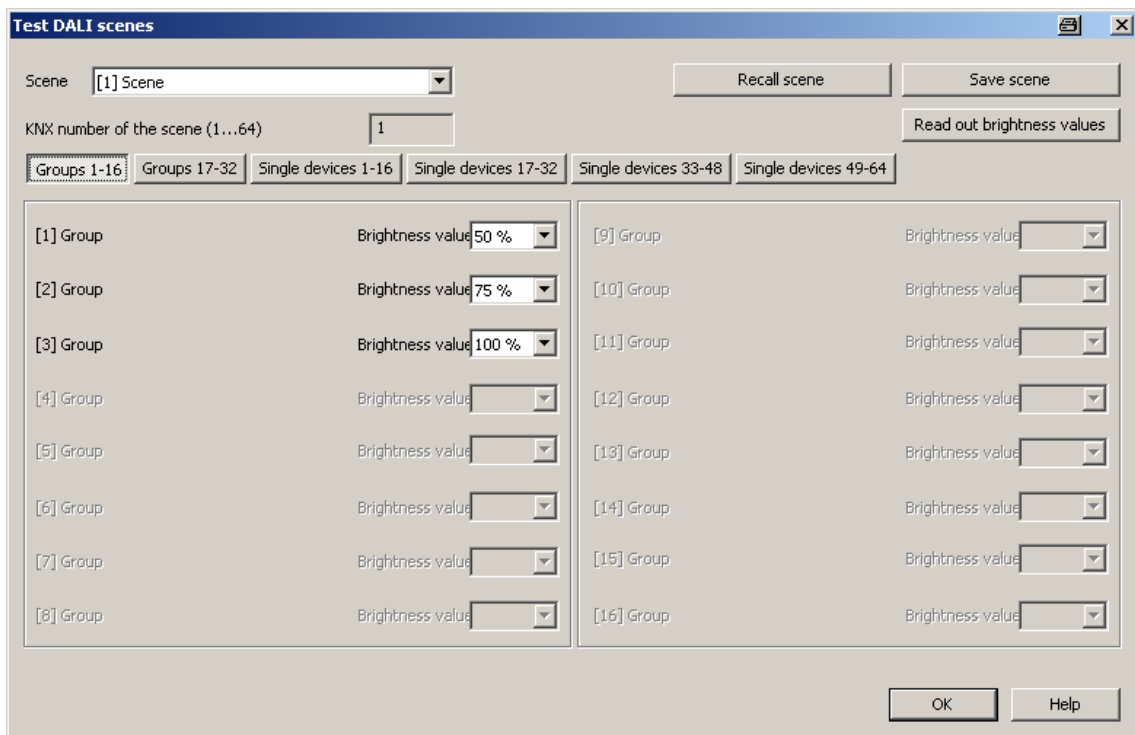 Test DALI scenes
Scene [1] Scene Recall scene Save scene
KNX number of the scene (1...64) 1 Read out brightness values
Groups 1-16 Groups 17-32 Single devices 1-16 Single devices 17-32 Single devices 33-48 Single devices 49-64
[1] Group Brightness value 50 % [9] Group Brightness value
[2] Group Brightness value 75 % [10] Group Brightness value
[3] Group Brightness value 100 % [11] Group Brightness value
[4] Group Brightness value [12] Group Brightness value
[5] Group Brightness value [13] Group Brightness value
[6] Group Brightness value [14] Group Brightness value
[7] Group Brightness value [15] Group Brightness value
[8] Group Brightness value [16] Group Brightness value
OK Help